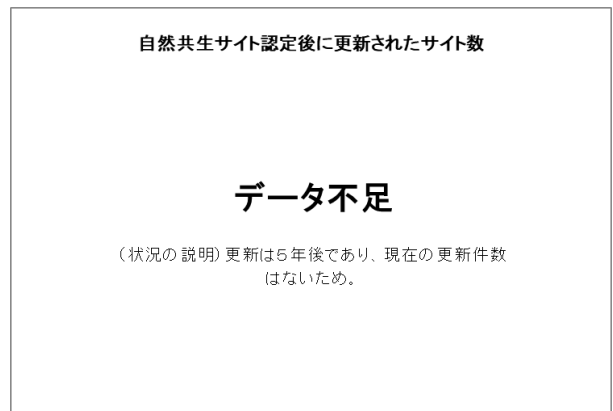 自然共生サイト認定後に更新されたサイト数
データ不足
（状況の説明）更新は５年後であり、現在の更新件数
はないため。